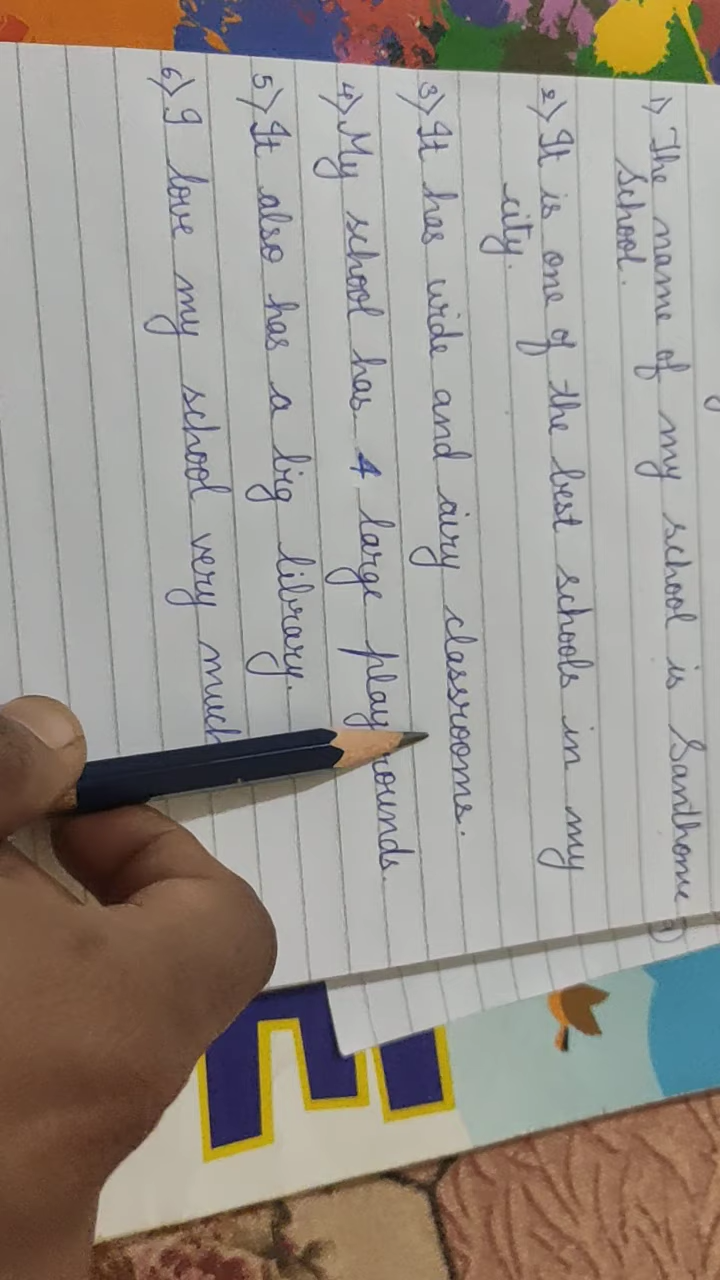 1) The name of my school is Santhome
School.
2) It is one of the best schools in my
city.
3) It has wide and airy classrooms.
4) My school has 4 large play rounds.
5) It also has a big library.
6) I love my school very much